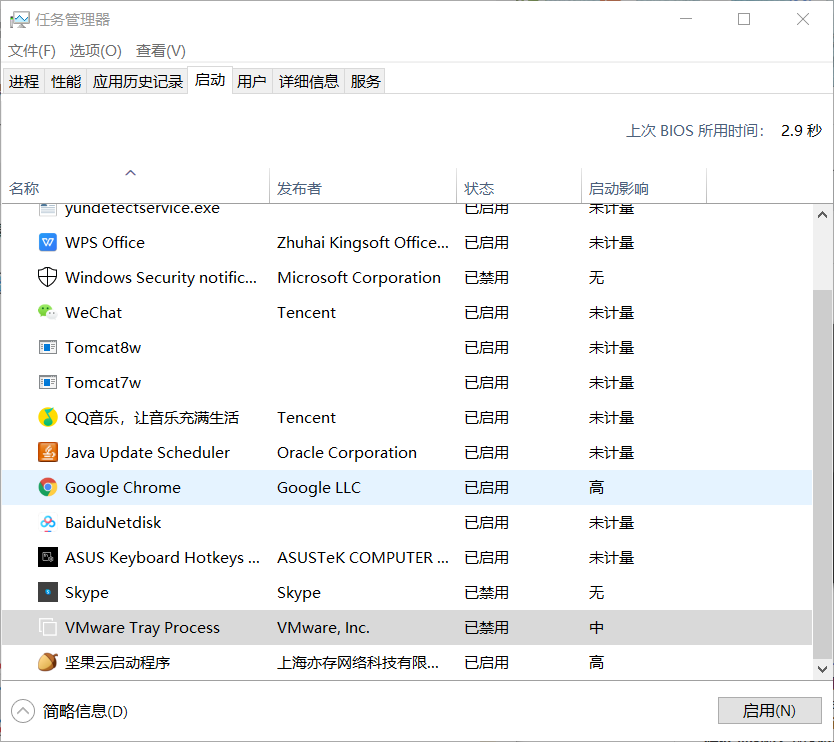 任务管理器
文件(F) 选项(O) 查看(V)
进程 性能 应用历史记录 启动 用户 详细信息 服务
上次 BIOS 所用时间： 2.9 秒
名称 发布者 状态 启动影响
yundetectservice.exe 已启用 未计量
WPS Office Zhuhai Kingsoft Office... 已启用 未计量
Windows Security notific... Microsoft Corporation 已禁用 无
WeChat Tencent 已启用 未计量
Tomcat8w 已启用 未计量
Tomcat7w 已启用 未计量
QQ音乐，让音乐充满生活 Tencent 已启用 未计量
Java Update Scheduler Oracle Corporation 已启用 未计量
Google Chrome Google LLC 已启用 高
BaiduNetdisk 已启用 未计量
ASUS Keyboard Hotkeys ... ASUSTeK COMPUTER ... 已启用 未计量
Skype Skype 已禁用 无
VMware Tray Process VMware, Inc. 已禁用 中
坚果云启动程序 上海亦存网络科技有限... 已启用 高
简略信息(D) 启用(N)